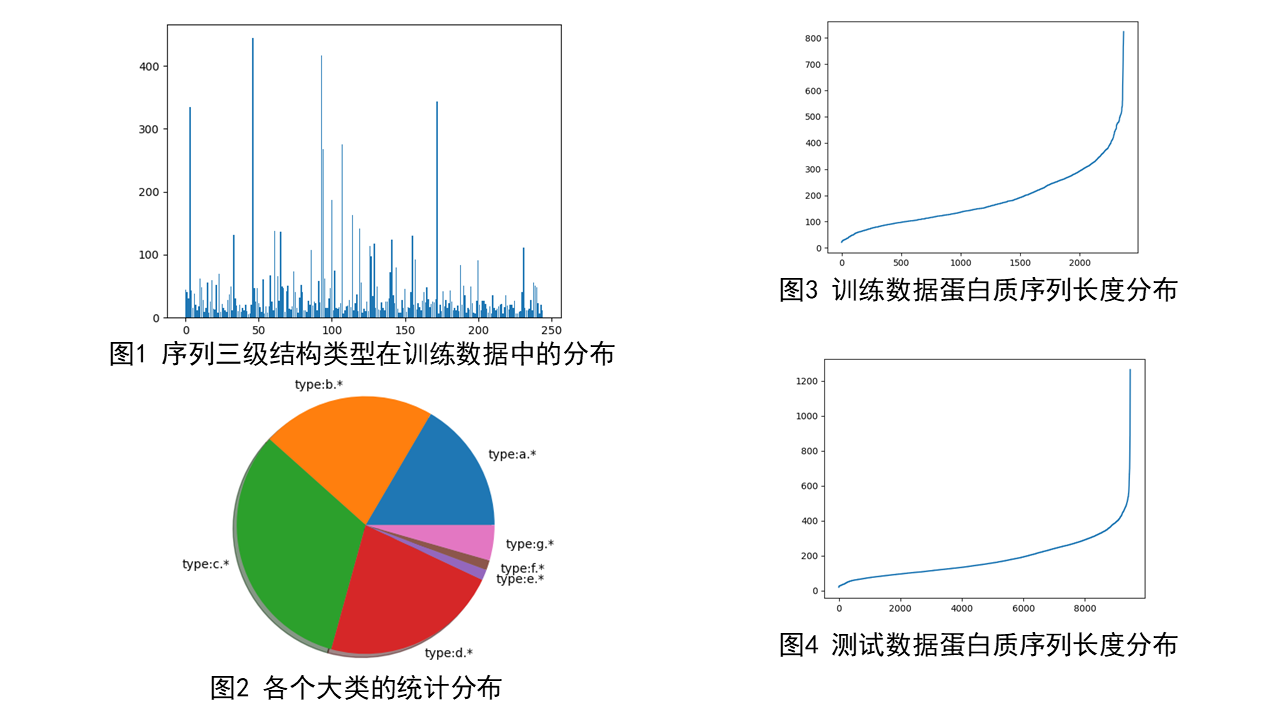 400
300
200
100
0
0 50 100 150 200 250
图1 序列三级结构类型在训练数据中的分布
type:b.*
type:a.*
type:g.*
type:c.*
type:f.*
type:e.*
type:d.*
图2 各个大类的统计分布
800
700
600
500
400
300
200
100
0
0 500 1000 1500 2000
图3 训练数据蛋白质序列长度分布
1200
1000
800
600
400
200
0
0 2000 4000 6000 8000
图4 测试数据蛋白质序列长度分布